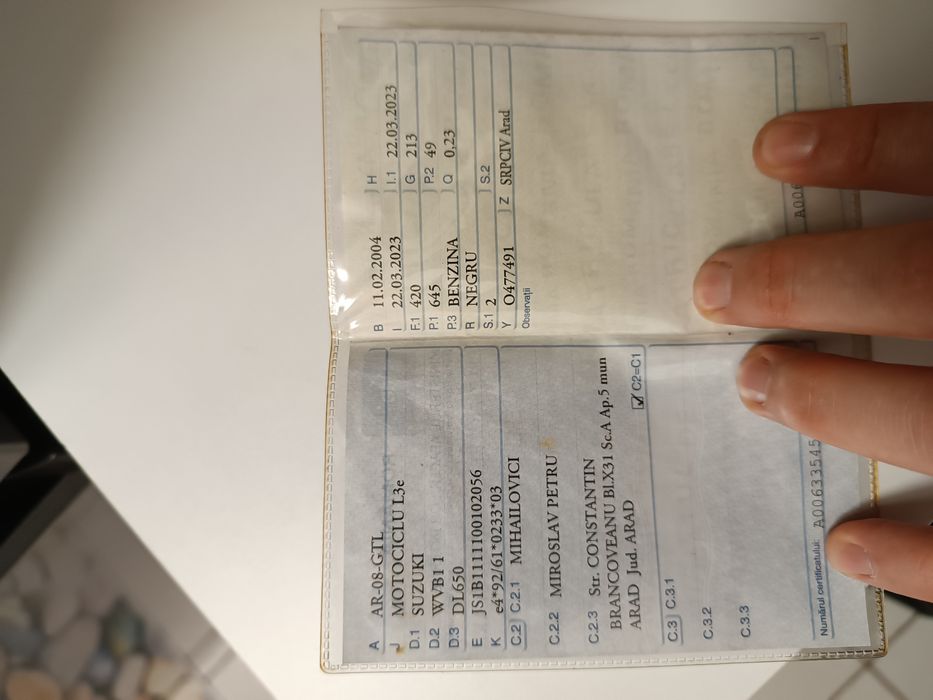 A AR-08-GTL
J MOTOCICLU L3e
D.1 SUZUKI
D.2 WVB1 1
D.3 DL650
E JS1B1111100102056
K e4*92/61*0233*03
C.2 C.2.1 MIHAILOVICI
C.2.2 MIROSLAV PETRU
C.2.3 Str. CONSTANTIN
BRANCOVEANU Bl.X31 Sc.A Ap.5 mun
ARAD Jud. ARAD
C2=C1
C.3 C.3.1
C.3.2
C.3.3
Numărul certificatului: A00633545
B 11.02.2004 H
I 22.03.2023 I.1 22.03.2023
F.1 420 G 213
P.1 645 P.2 49
P.3 BENZINA Q 0,23
R NEGRU
S.1 2 S.2
Y O477491 Z SRPCIV Arad
Observaţii
A006